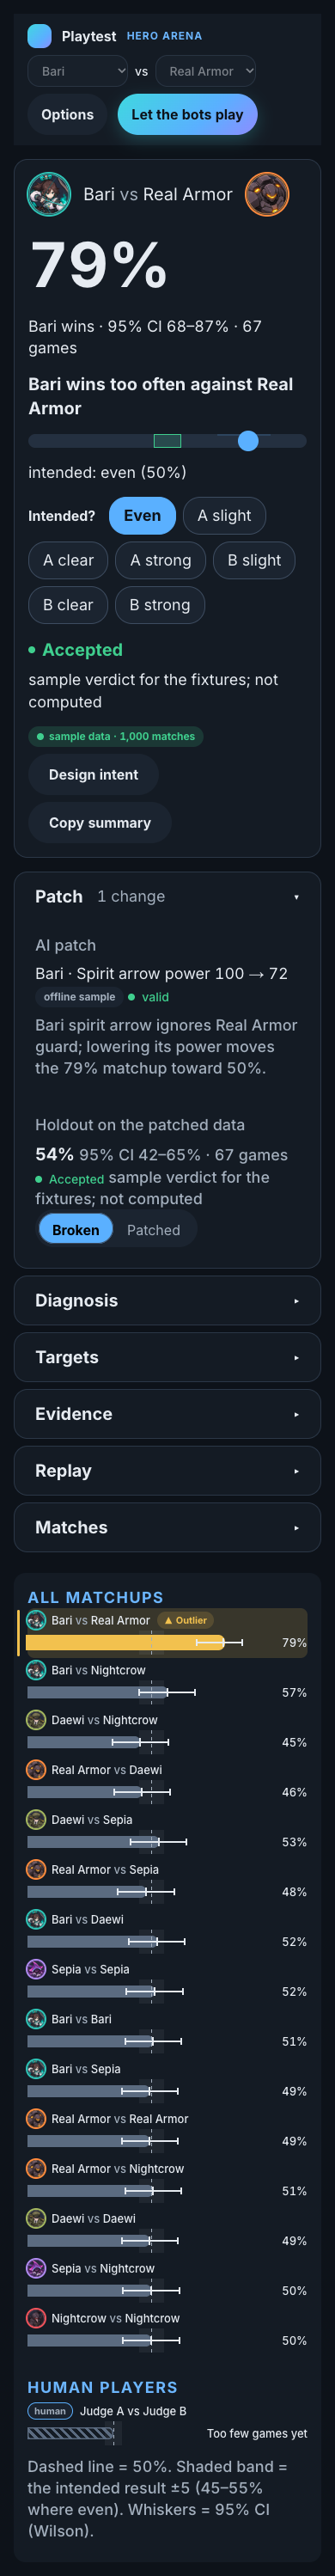 Playtest HERO ARENA
Bari vs Real Armor
Options Let the bots play
Bari vs Real Armor
79%
Bari wins · 95% CI 68–87% · 67
games
Bari wins too often against Real
Armor
intended: even (50%)
Intended? Even A slight
A clear A strong B slight
B clear B strong
Accepted
sample verdict for the fixtures; not
computed
sample data · 1,000 matches
Design intent
Copy summary
Patch 1 change
AI patch
Bari · Spirit arrow power 100 → 72
offline sample valid
Bari spirit arrow ignores Real Armor
guard; lowering its power moves
the 79% matchup toward 50%.
Holdout on the patched data
54% 95% CI 42–65% · 67 games
Accepted sample verdict for the
fixtures; not computed
Broken Patched
Diagnosis
Targets
Evidence
Replay
Matches
ALL MATCHUPS
Bari vs Real Armor Outlier
79%
Bari vs Nightcrow
57%
Daewi vs Nightcrow
45%
Real Armor vs Daewi
46%
Daewi vs Sepia
53%
Real Armor vs Sepia
48%
Bari vs Daewi
52%
Sepia vs Sepia
52%
Bari vs Bari
51%
Bari vs Sepia
49%
Real Armor vs Real Armor
49%
Real Armor vs Nightcrow
51%
Daewi vs Daewi
49%
Sepia vs Nightcrow
50%
Nightcrow vs Nightcrow
50%
HUMAN PLAYERS
human Judge A vs Judge B
Too few games yet
Dashed line = 50%. Shaded band =
the intended result ±5 (45–55%
where even). Whiskers = 95% CI
(Wilson).